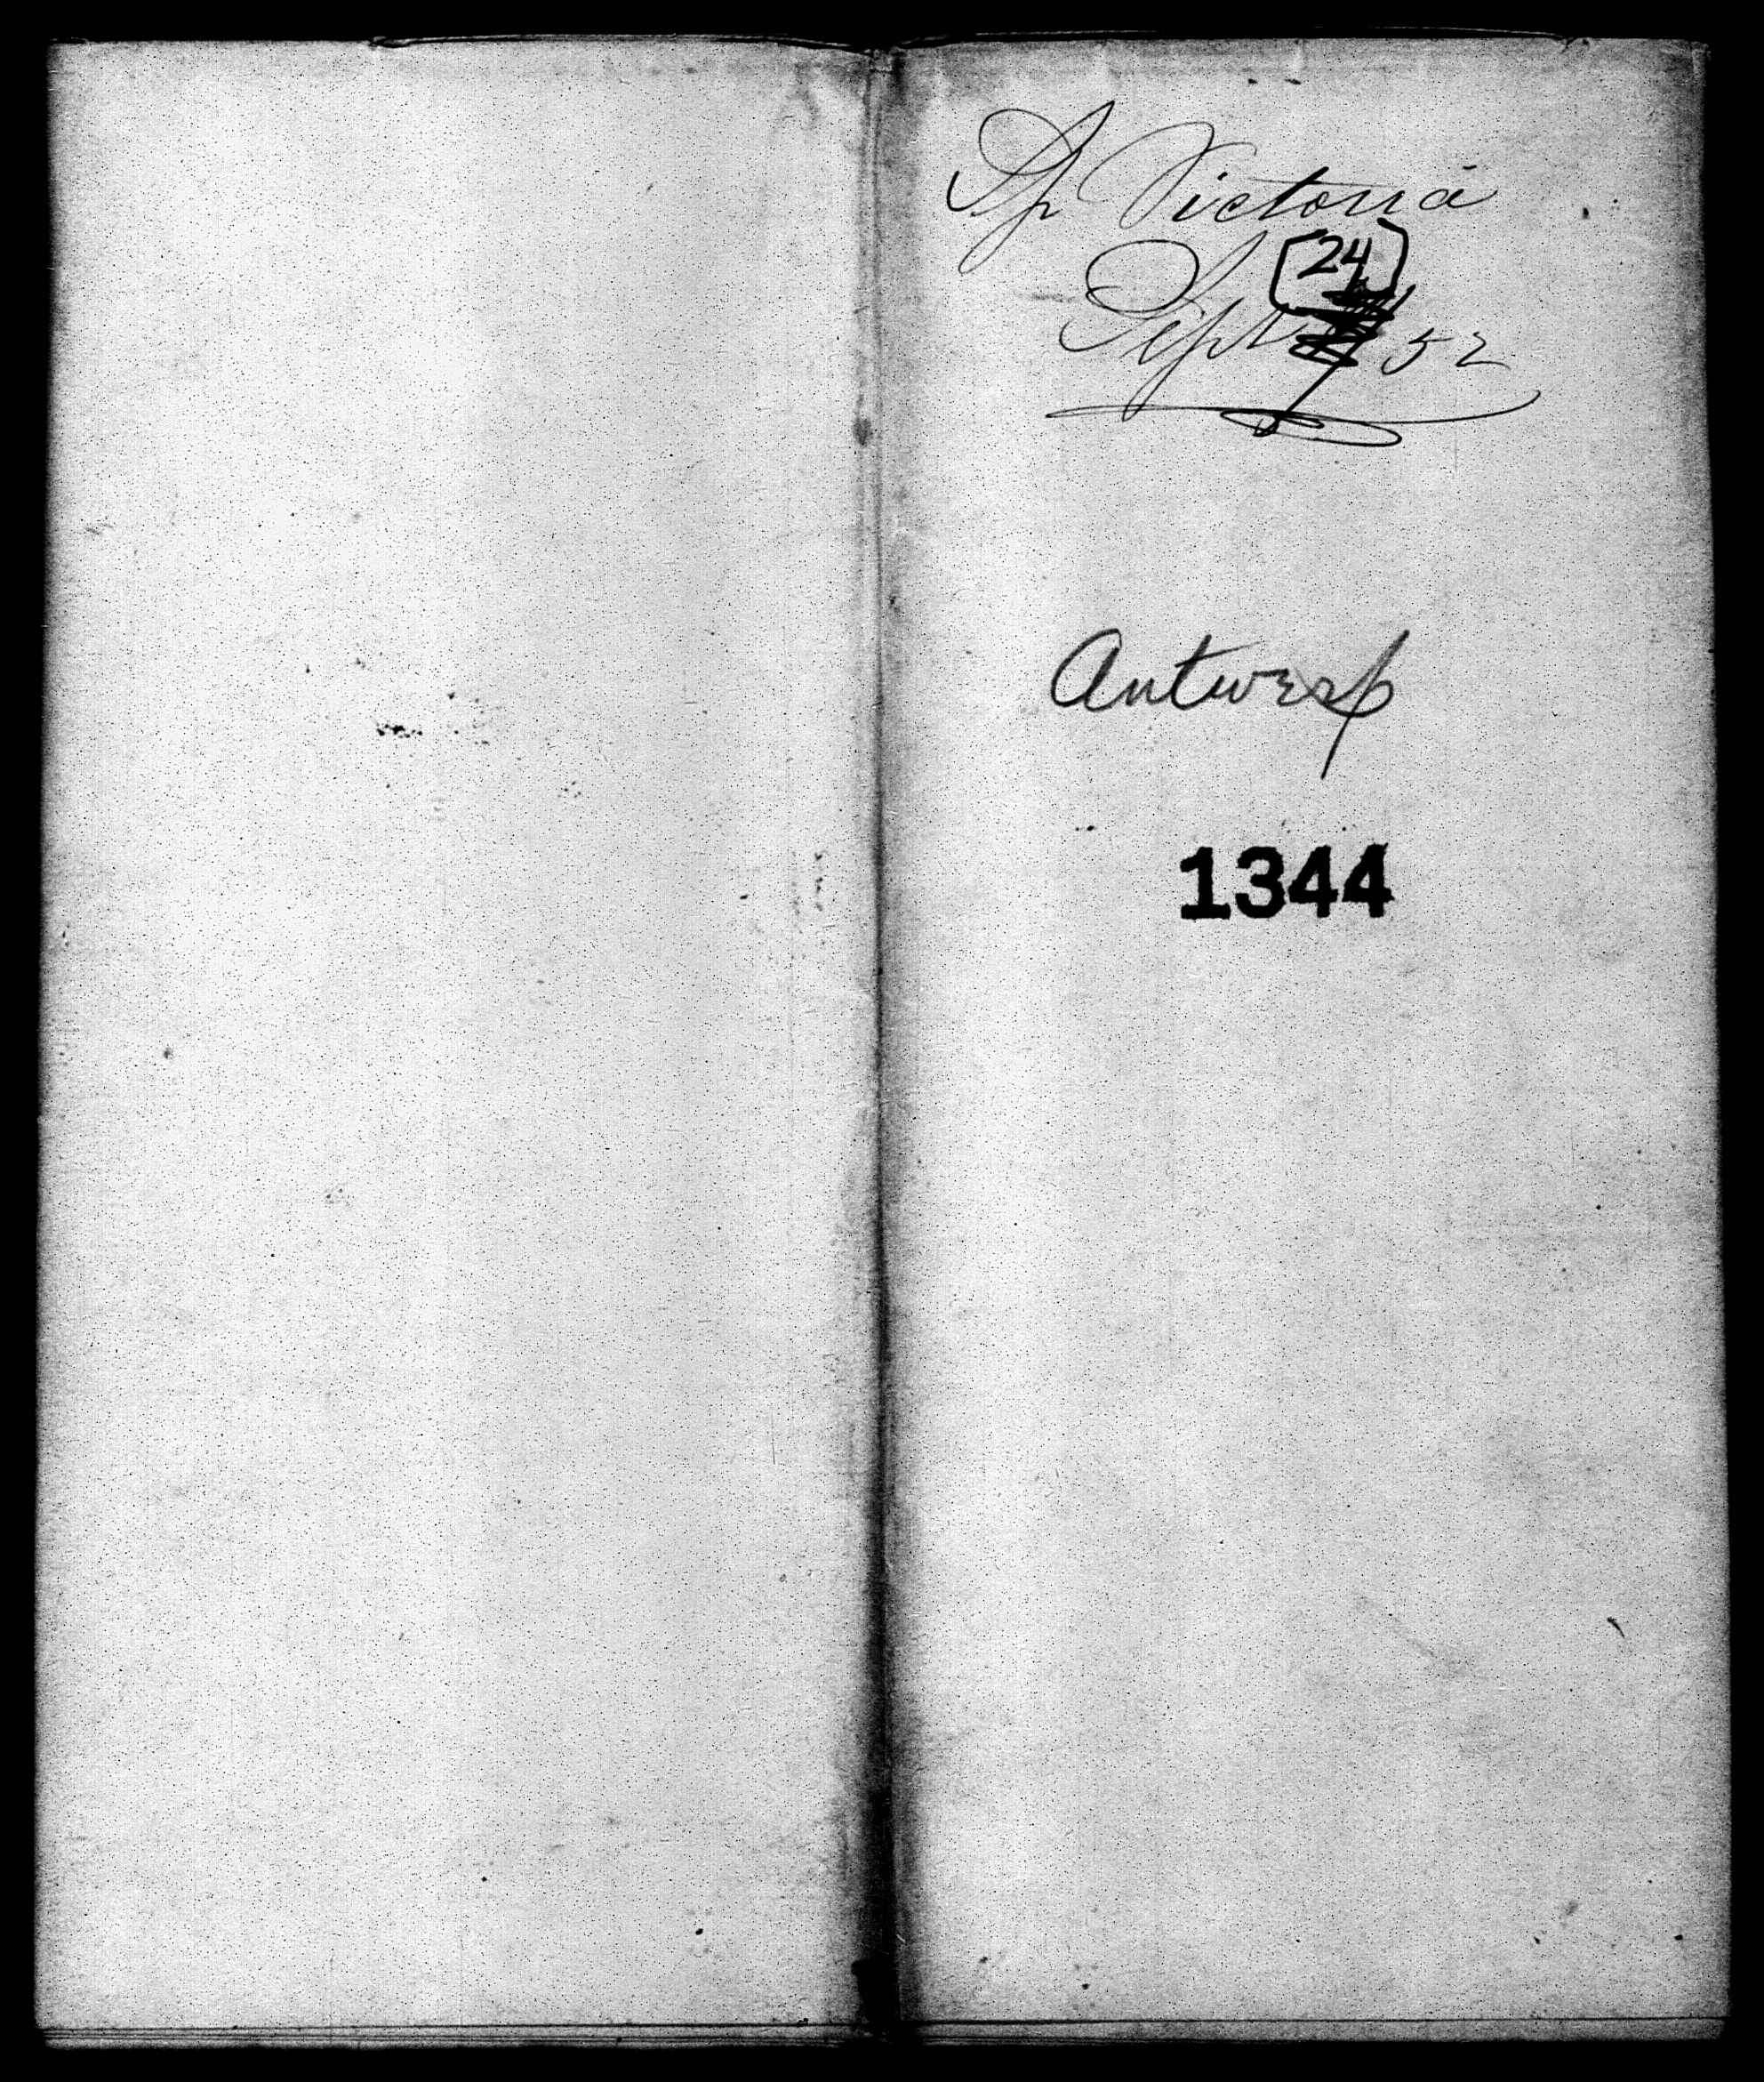 Sp Victoria
[24]
Sept 52
Antwerp
1344